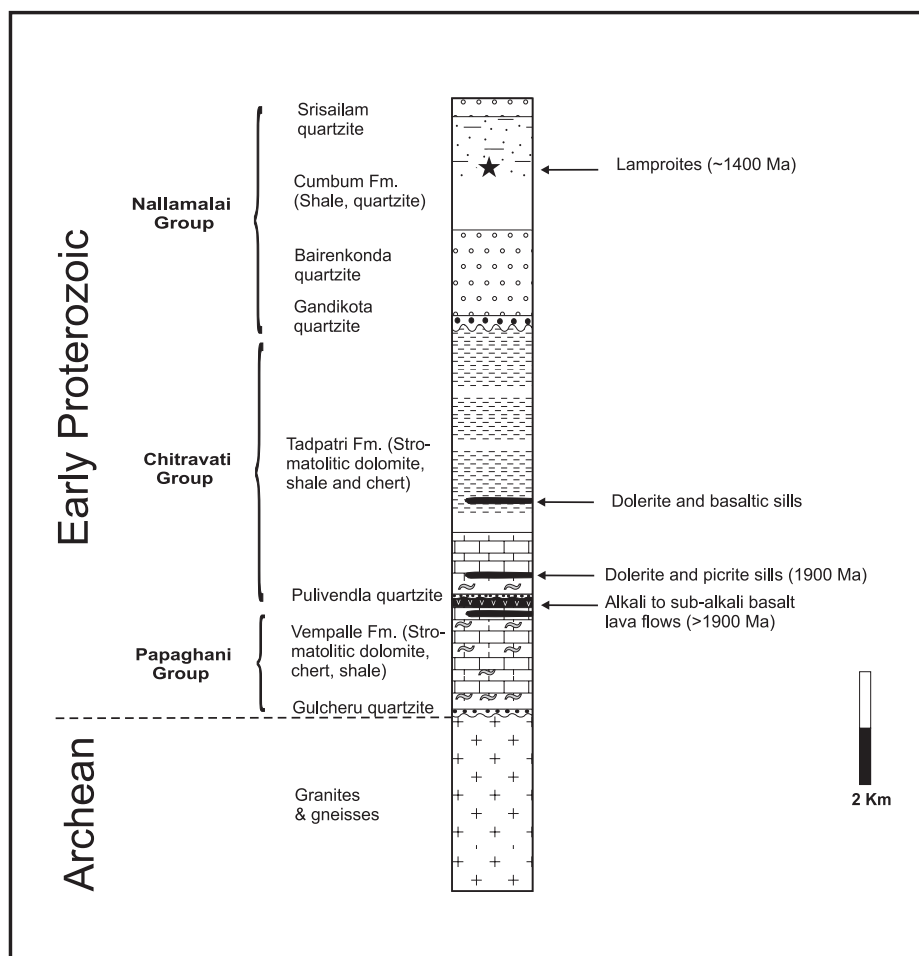 Early Proterozoic
Archean
Nallamalai
Group
Chitravati
Group
Papaghani
Group
Srisailam
quartzite
Cumbum Fm.
(Shale, quartzite)
Bairenkonda
quartzite
Gandikota
quartzite
Tadpatri Fm. (Stro-
matolitic dolomite,
shale and chert)
Pulivendla quartzite
Vempalle Fm. (Stro-
matolitic dolomite,
chert, shale)
Gulcheru quartzite
Granites
& gneisses
Lamproites (~1400 Ma)
Dolerite and basaltic sills
Dolerite and picrite sills (1900 Ma)
Alkali to sub-alkali basalt
lava flows (>1900 Ma)
2 Km